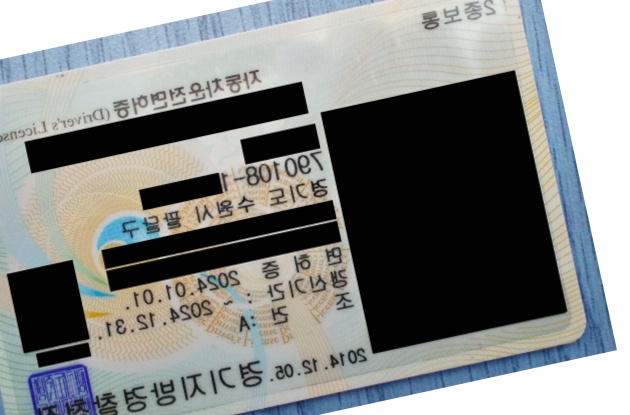 2종보통
자동차운전면허증 (Driver's License
790108-1
경기도 수원시 팔달구
면 허 증
갱신기간 : 2024.01.01.
~ 2024.12.31.
조 건 : A
2014.12.05. 경기지방경찰청장